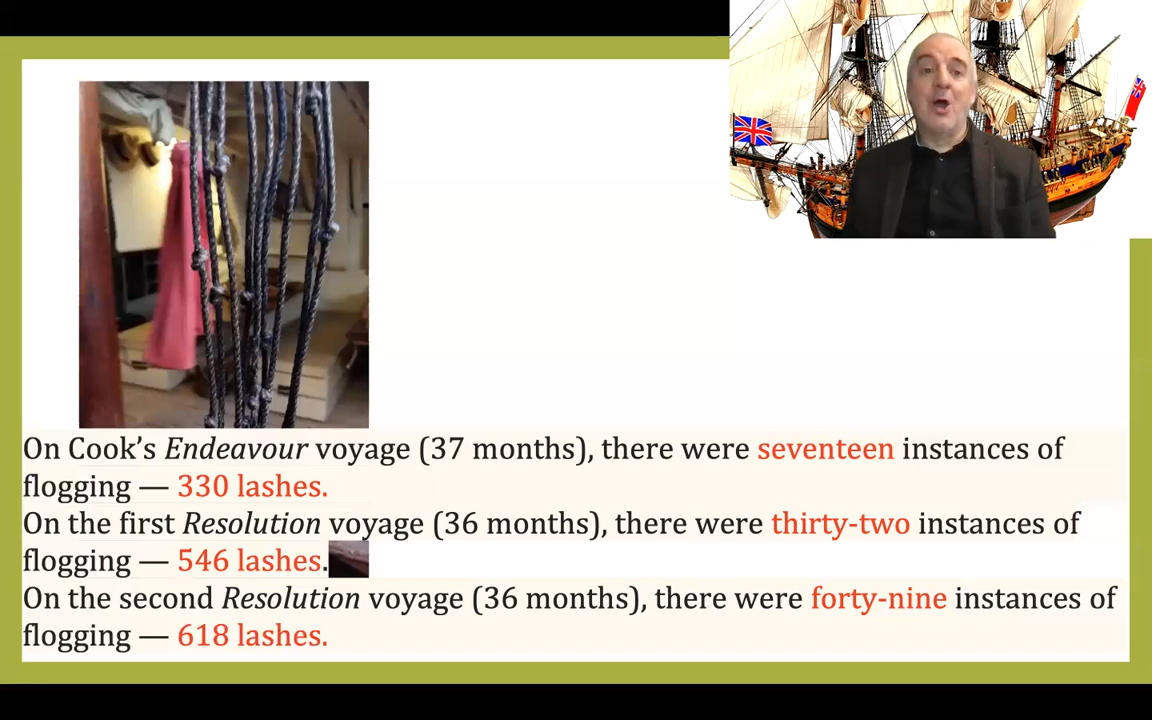 On Cook’s Endeavour voyage (37 months), there were seventeen instances of
flogging — 330 lashes.
On the first Resolution voyage (36 months), there were thirty-two instances of
flogging — 546 lashes.
On the second Resolution voyage (36 months), there were forty-nine instances of
flogging — 618 lashes.